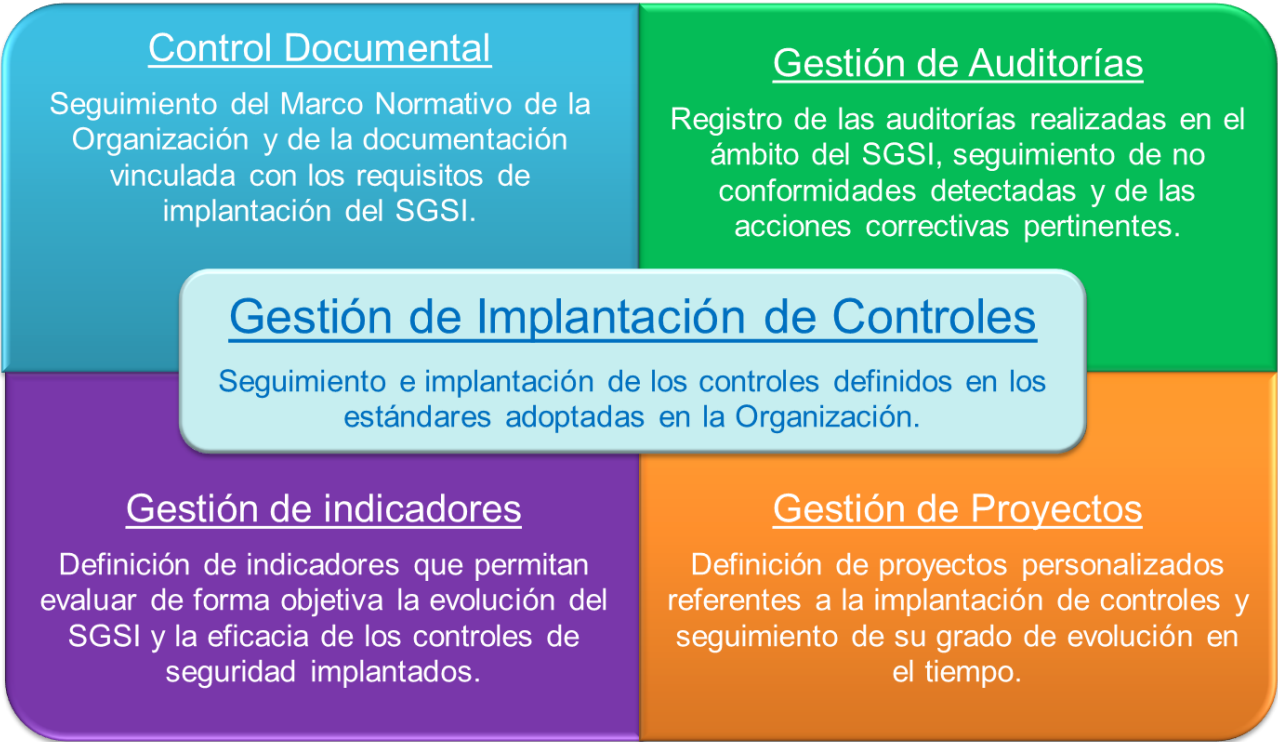 Control Documental
Seguimiento del Marco Normativo de la
Organización y de la documentación
vinculada con los requisitos de
implantación del SGSI.
Gestión de Auditorías
Registro de las auditorías realizadas en el
ámbito del SGSI, seguimiento de no
conformidades detectadas y de las
acciones correctivas pertinentes.
Gestión de Implantación de Controles
Seguimiento e implantación de los controles definidos en los
estándares adoptadas en la Organización.
Gestión de indicadores
Definición de indicadores que permitan
evaluar de forma objetiva la evolución del
SGSI y la eficacia de los controles de
seguridad implantados.
Gestión de Proyectos
Definición de proyectos personalizados
referentes a la implantación de controles y
seguimiento de su grado de evolución en
el tiempo.